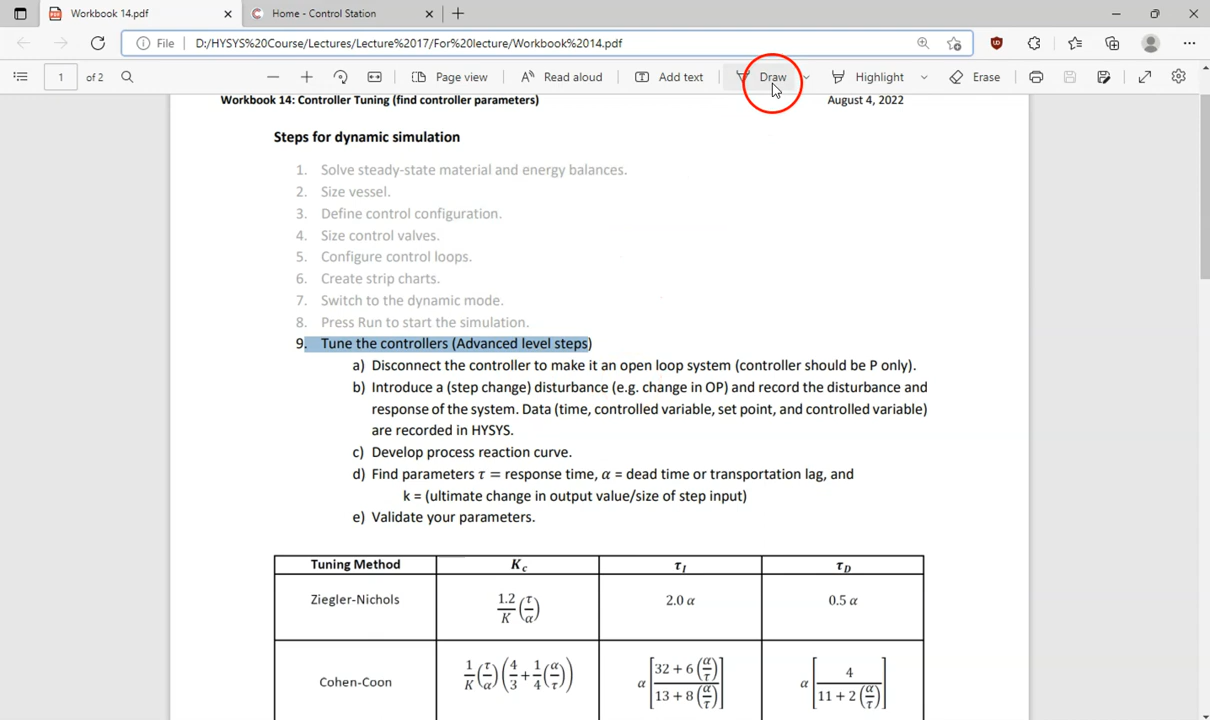 Workbook 14.pdf
Home - Control Station
File D:/HYSYS%20Course/Lectures/Lecture%2017/For%20lecture/Workbook%2014.pdf
1 of 2 Page view Read aloud Add text Draw Highlight Erase
Workbook 14: Controller Tuning (find controller parameters) August 4, 2022
Steps for dynamic simulation
1. Solve steady-state material and energy balances.
2. Size vessel.
3. Define control configuration.
4. Size control valves.
5. Configure control loops.
6. Create strip charts.
7. Switch to the dynamic mode.
8. Press Run to start the simulation.
9. Tune the controllers (Advanced level steps)
a) Disconnect the controller to make it an open loop system (controller should be P only).
b) Introduce a (step change) disturbance (e.g. change in OP) and record the disturbance and
response of the system. Data (time, controlled variable, set point, and controlled variable)
are recorded in HYSYS.
c) Develop process reaction curve.
d) Find parameters τ = response time, α = dead time or transportation lag, and
k = (ultimate change in output value/size of step input)
e) Validate your parameters.
Tuning Method K_c τ_I τ_D
Ziegler-Nichols 1.2/K (τ/α) 2.0 α 0.5 α
Cohen-Coon 1/K (τ/α) (4/3 + 1/4 (α/τ)) α [32 + 6 (α/τ) / 13 + 8 (α/τ)] α [4 / 11 + 2 (α/τ)]